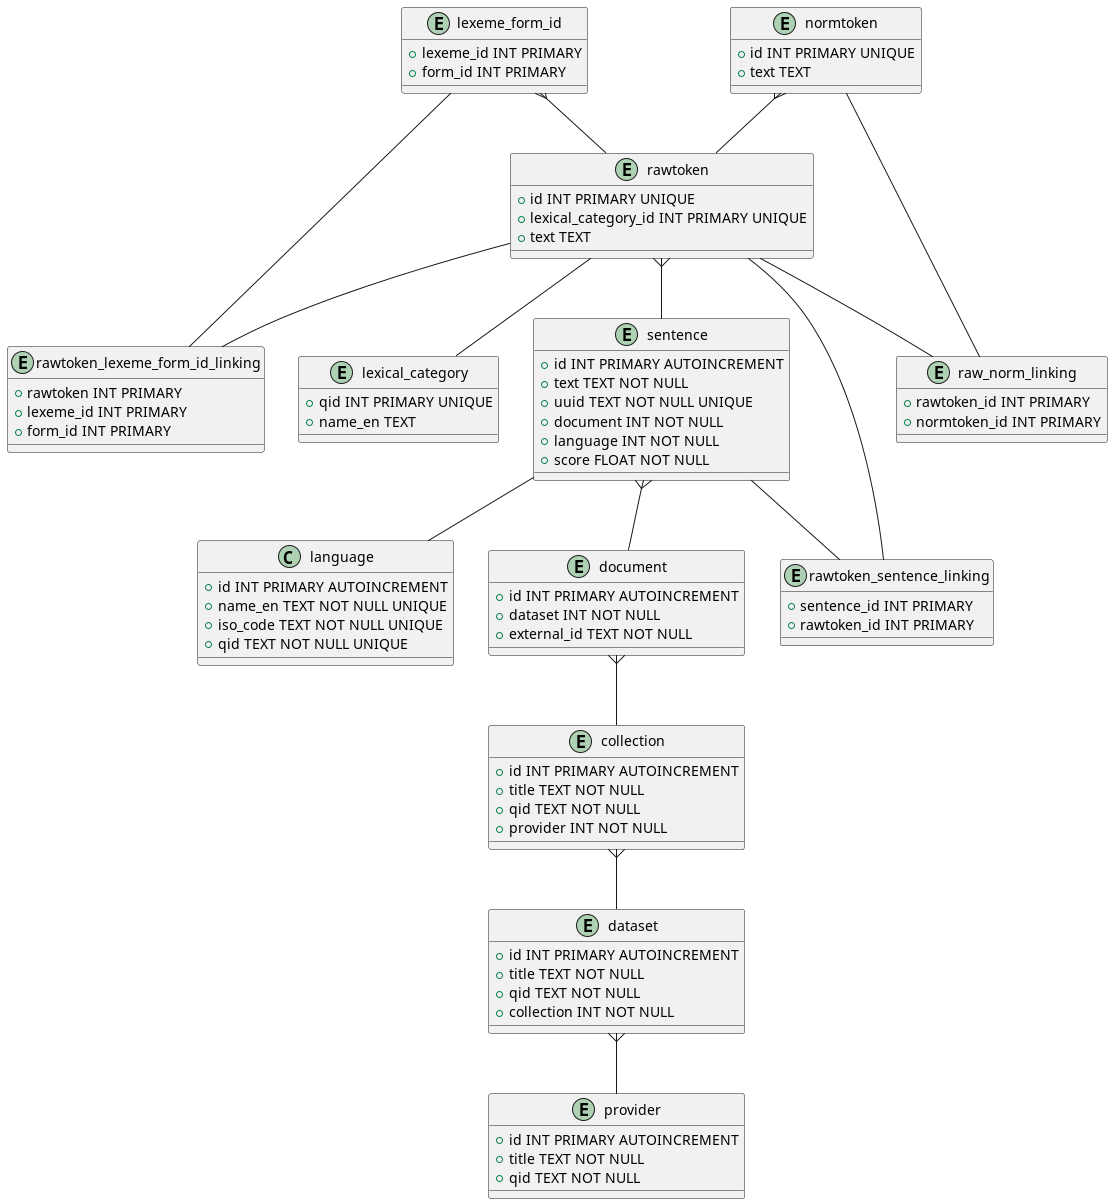 E lexeme_form_id
lexeme_id INT PRIMARY
form_id INT PRIMARY
E normtoken
id INT PRIMARY UNIQUE
text TEXT
E rawtoken
id INT PRIMARY UNIQUE
lexical_category_id INT PRIMARY UNIQUE
text TEXT
E rawtoken_lexeme_form_id_linking
rawtoken INT PRIMARY
lexeme_id INT PRIMARY
form_id INT PRIMARY
E lexical_category
qid INT PRIMARY UNIQUE
name_en TEXT
E sentence
id INT PRIMARY AUTOINCREMENT
text TEXT NOT NULL
uuid TEXT NOT NULL UNIQUE
document INT NOT NULL
language INT NOT NULL
score FLOAT NOT NULL
E raw_norm_linking
rawtoken_id INT PRIMARY
normtoken_id INT PRIMARY
C language
id INT PRIMARY AUTOINCREMENT
name_en TEXT NOT NULL UNIQUE
iso_code TEXT NOT NULL UNIQUE
qid TEXT NOT NULL UNIQUE
E document
id INT PRIMARY AUTOINCREMENT
dataset INT NOT NULL
external_id TEXT NOT NULL
E rawtoken_sentence_linking
sentence_id INT PRIMARY
rawtoken_id INT PRIMARY
E collection
id INT PRIMARY AUTOINCREMENT
title TEXT NOT NULL
qid TEXT NOT NULL
provider INT NOT NULL
E dataset
id INT PRIMARY AUTOINCREMENT
title TEXT NOT NULL
qid TEXT NOT NULL
collection INT NOT NULL
E provider
id INT PRIMARY AUTOINCREMENT
title TEXT NOT NULL
qid TEXT NOT NULL